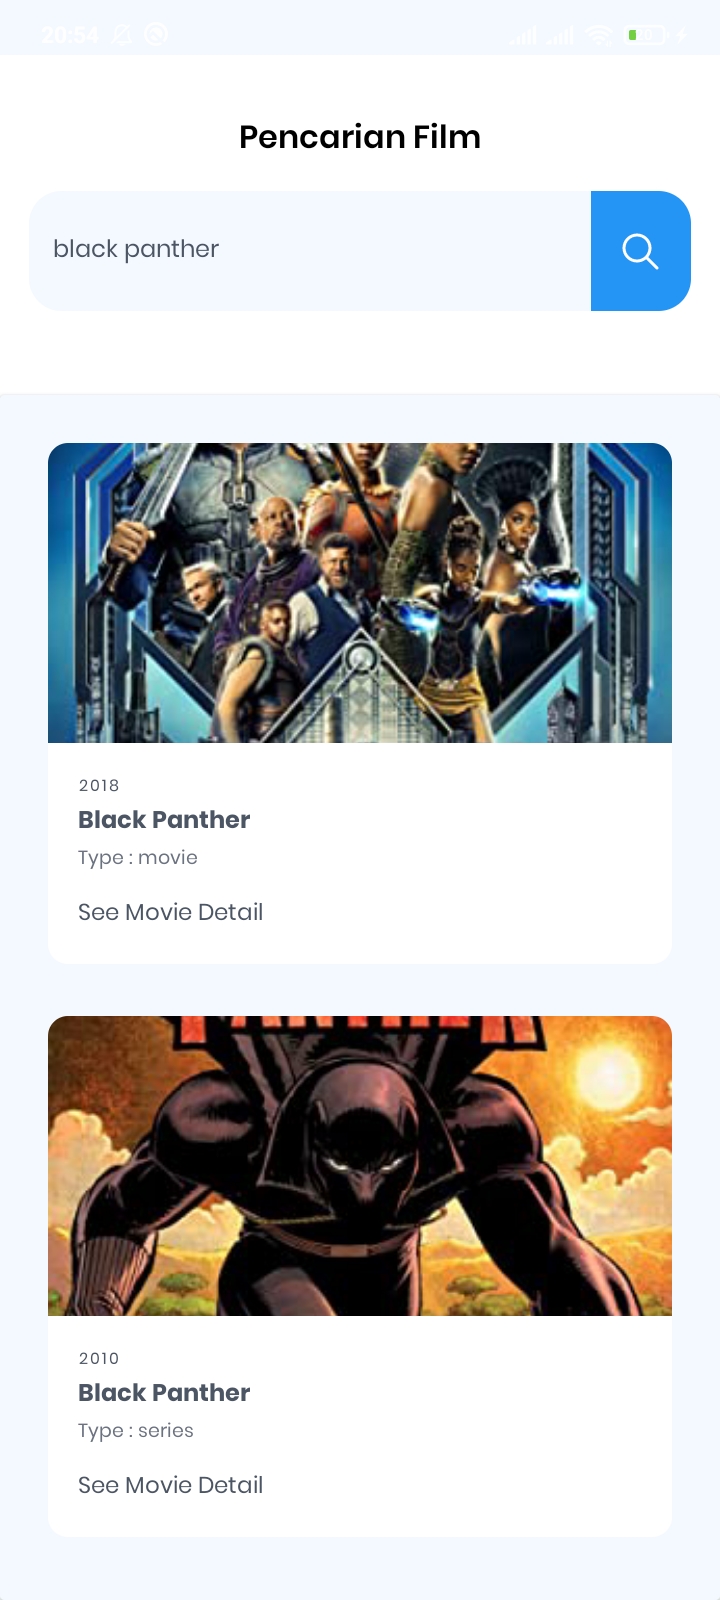 20:54
Pencarian Film
black panther
2018
Black Panther
Type : movie
See Movie Detail
PANTHER
2010
Black Panther
Type : series
See Movie Detail